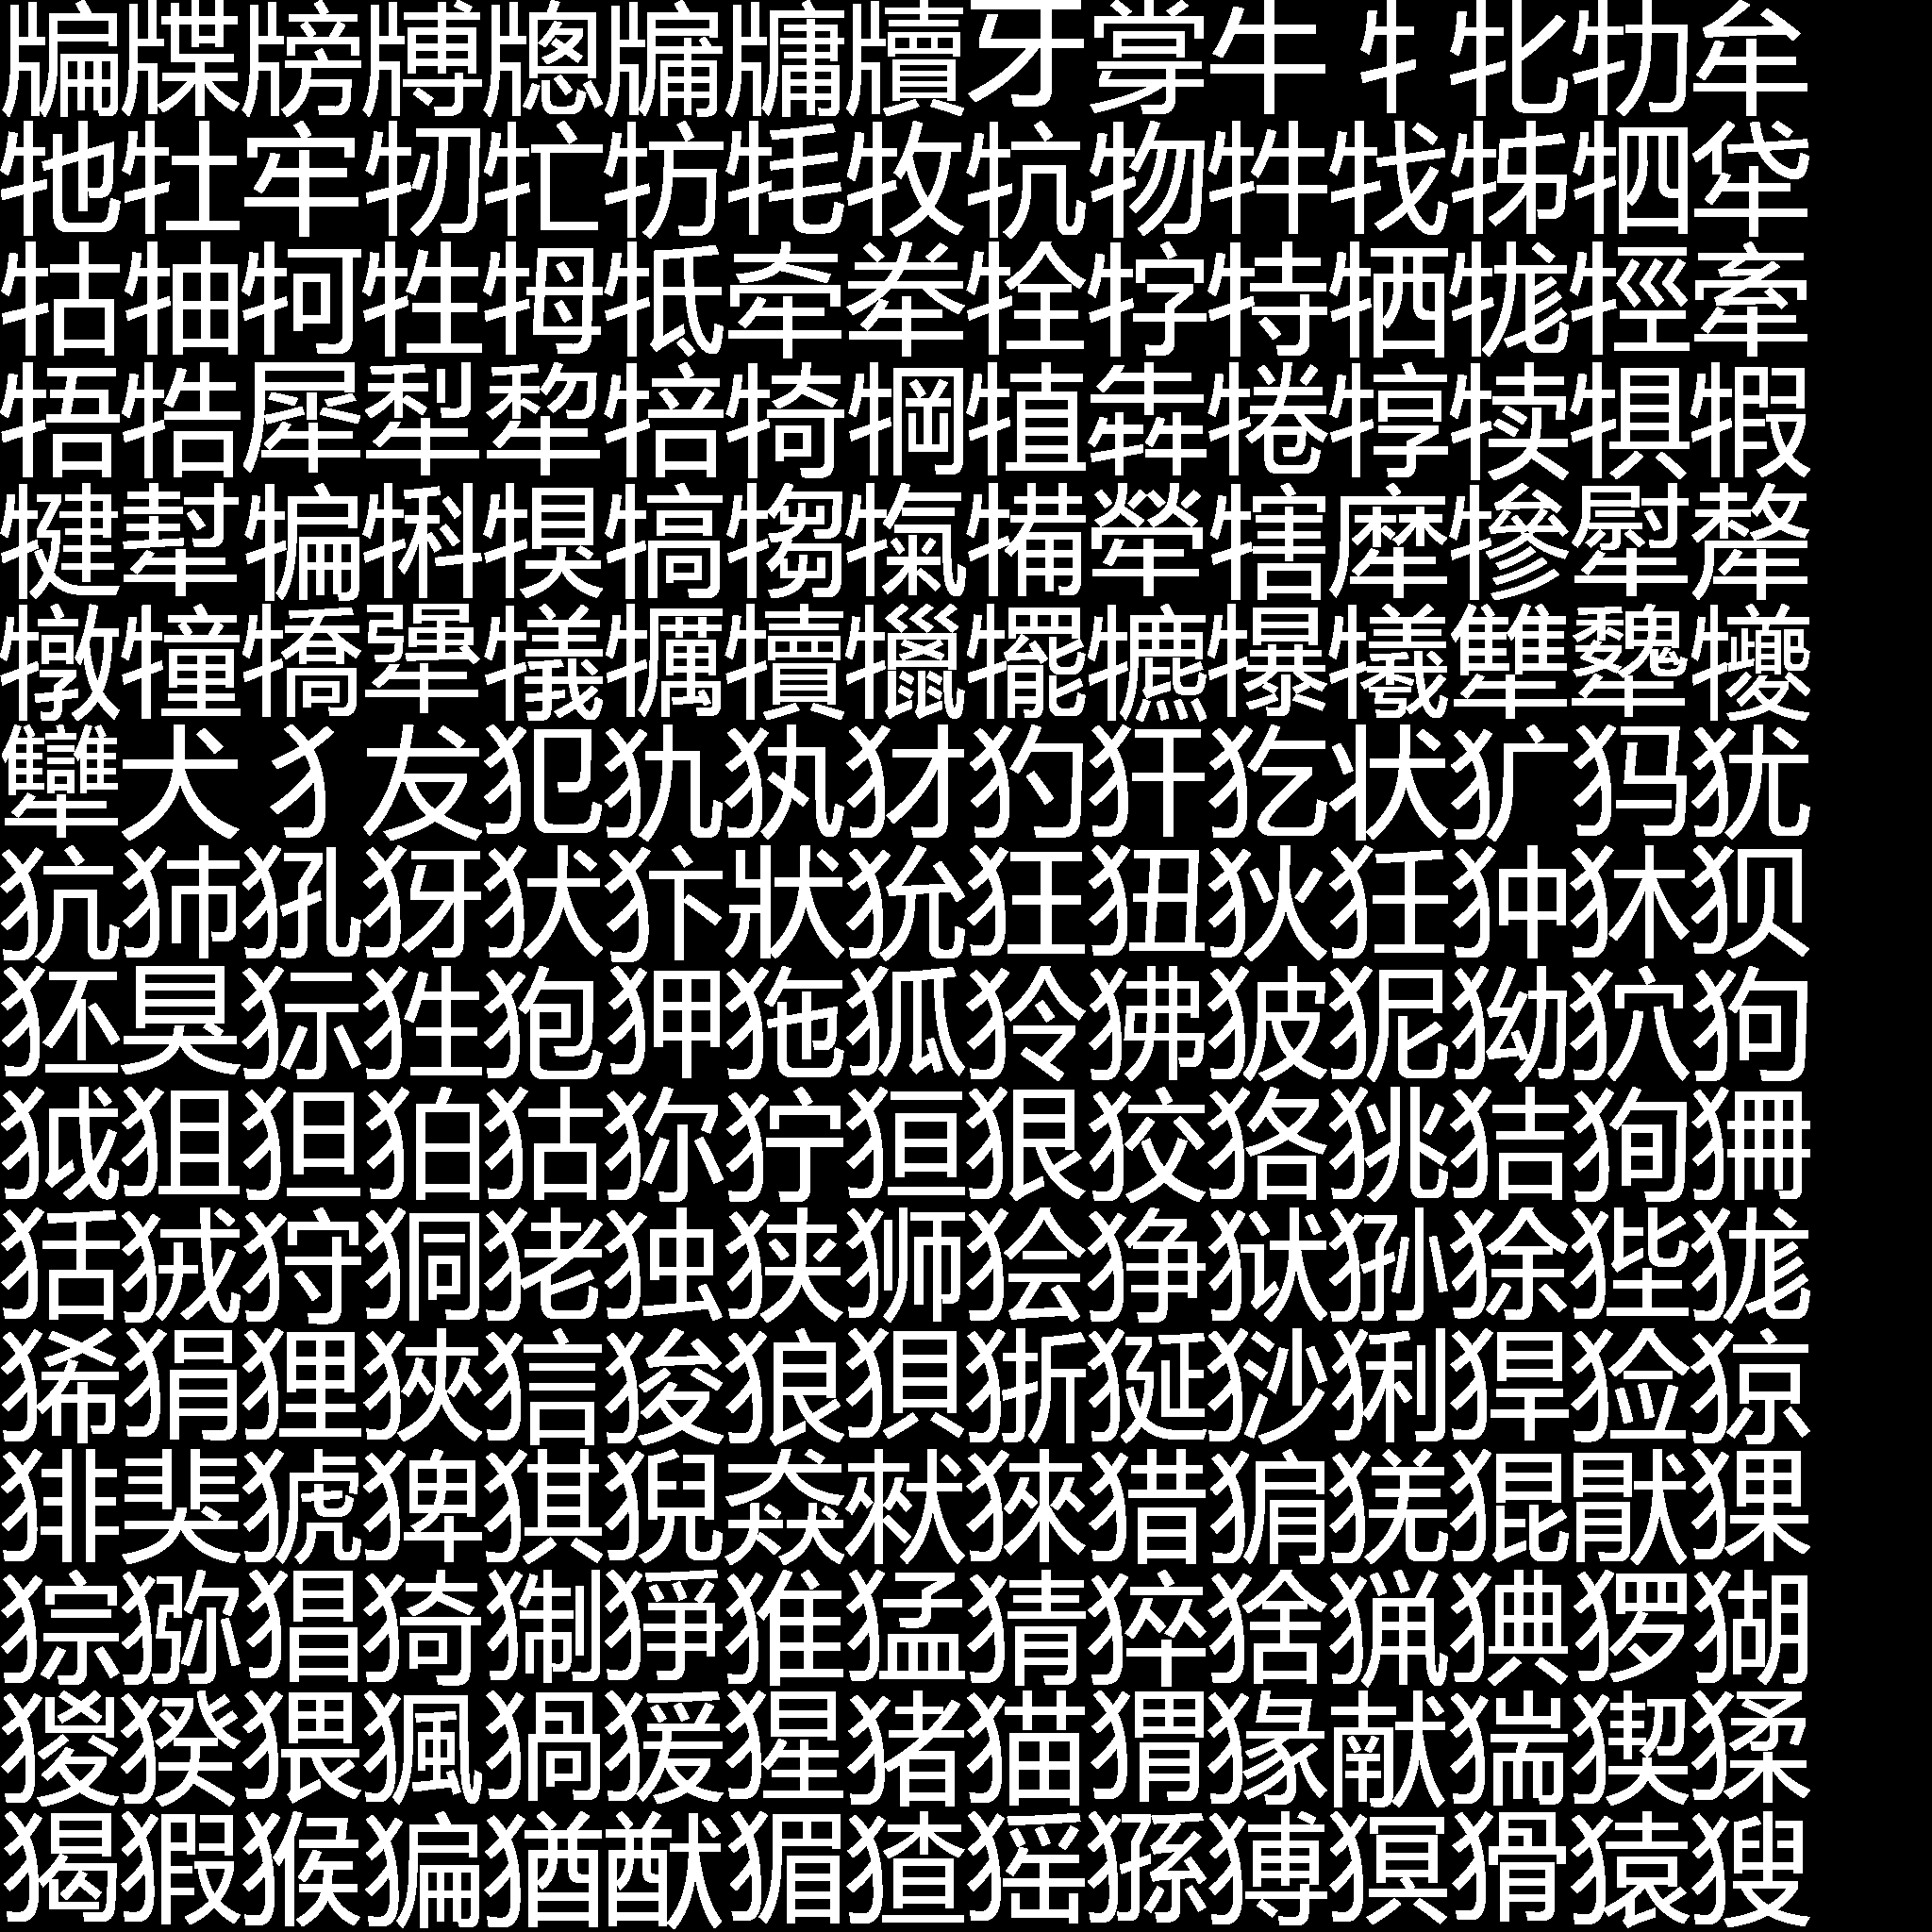 牑牒牓牔牕牖牗牘牙牚牛牜牝牞牟
牠牡牢牣牤牥牦牧牨物牪牫牬牭牮
牯牰牱牲牳牴牵牶牷牸特牺牻牼牽
牾牿犀犁犂犃犄犅犆犇犈犉犊犋犌
犍犎犏犐犑犒犓犔犕犖犗犘犙犚犛
犜犝犞犟犠犡犢犣犤犥犦犧犨犩犪
犫犬犭犮犯犰犱犲犳犴犵状犷犸犹
犺犻犼犽犾犿狀狁狂狃狄狅狆狇狈
狉狊狋狌狍狎狏狐狑狒狓狔狕狖狗
狘狙狚狛狜狝狞狟狠狡狢狣狤狥狦
狧狨狩狪狫独狭狮狯狰狱狲狳狴狵
狶狷狸狹狺狻狼狽狾狿猀猁猂猃猄
猅猆猇猈猉猊猋猌猍猎猏猐猑猒猓
猔猕猖猗猘猙猚猛猜猝猞猟猠猡猢
猣猤猥猦猧猨猩猪猫猬猭献猯猰猱
猲猳猴猵猶猷猸猹猺猻猼猽猾猿獀